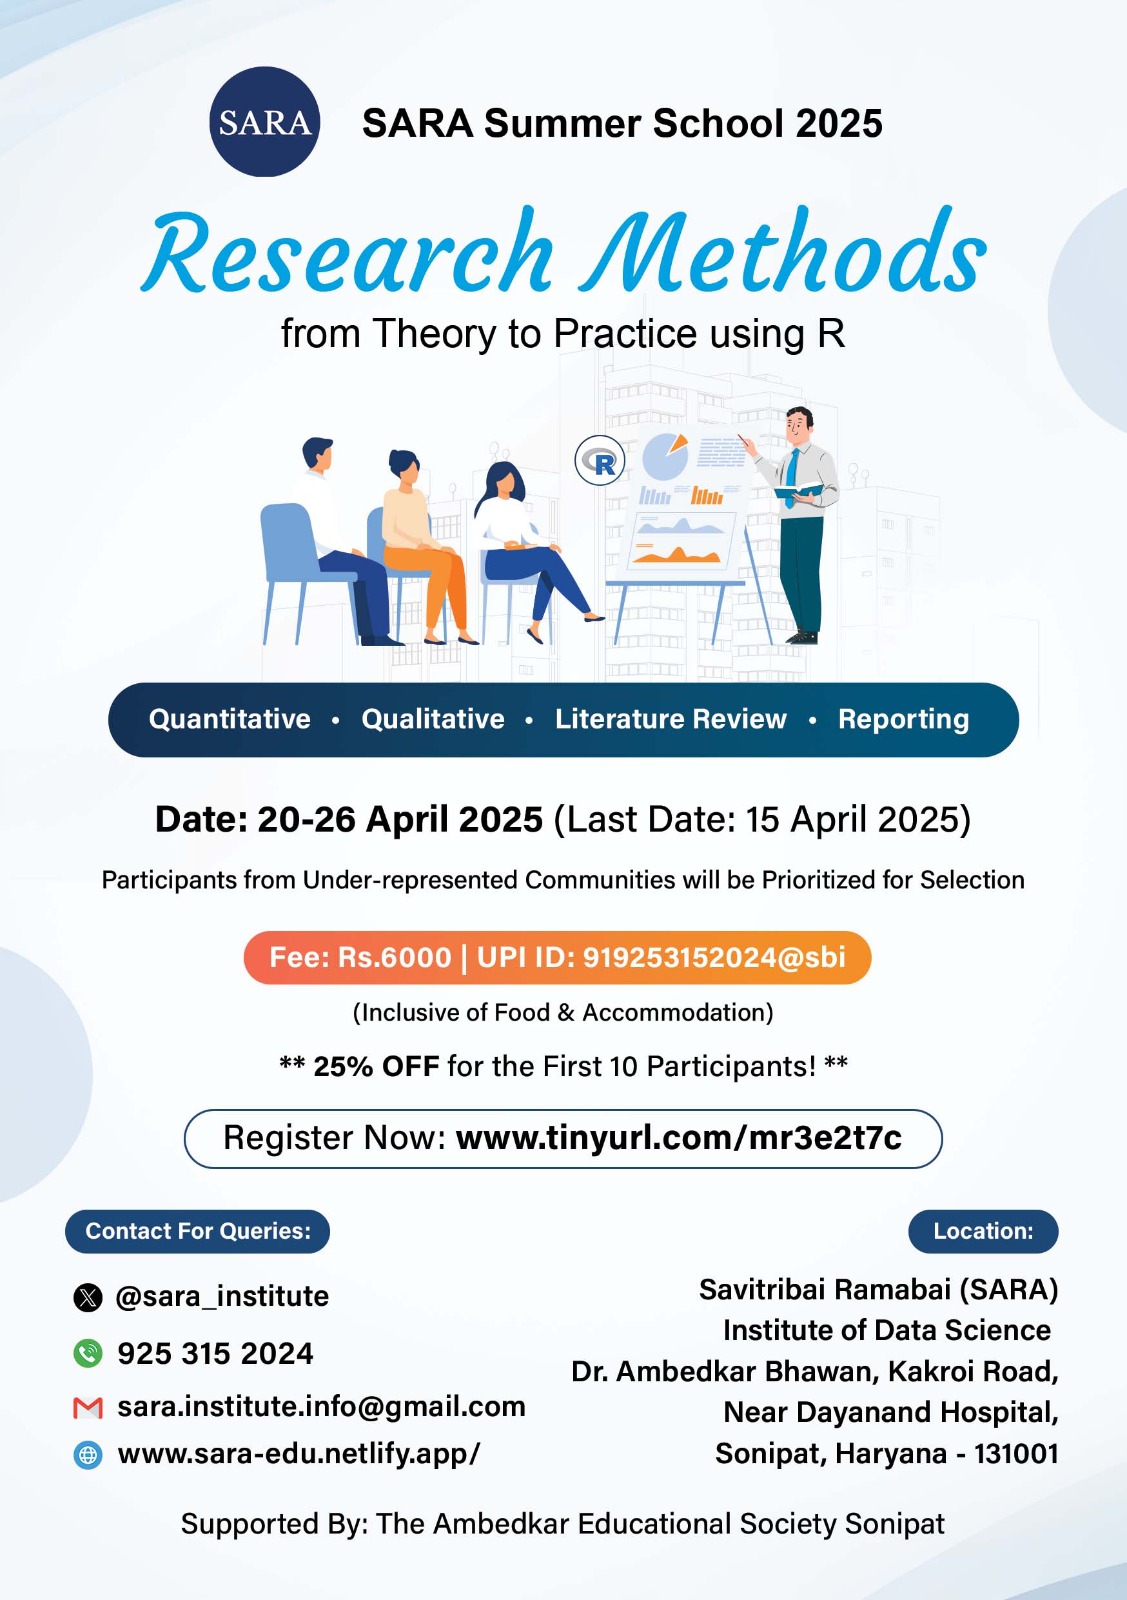 SARA
SARA Summer School 2025
Research Methods
from Theory to Practice using R
R
Quantitative • Qualitative • Literature Review • Reporting
Date: 20-26 April 2025 (Last Date: 15 April 2025)
Participants from Under-represented Communities will be Prioritized for Selection
Fee: Rs.6000 | UPI ID: 919253152024@sbi
(Inclusive of Food & Accommodation)
** 25% OFF for the First 10 Participants! **
Register Now: www.tinyurl.com/mr3e2t7c
Contact For Queries:
@sara_institute
925 315 2024
sara.institute.info@gmail.com
www.sara-edu.netlify.app/
Location:
Savitribai Ramabai (SARA)
Institute of Data Science
Dr. Ambedkar Bhawan, Kakroi Road,
Near Dayanand Hospital,
Sonipat, Haryana - 131001
Supported By: The Ambedkar Educational Society Sonipat